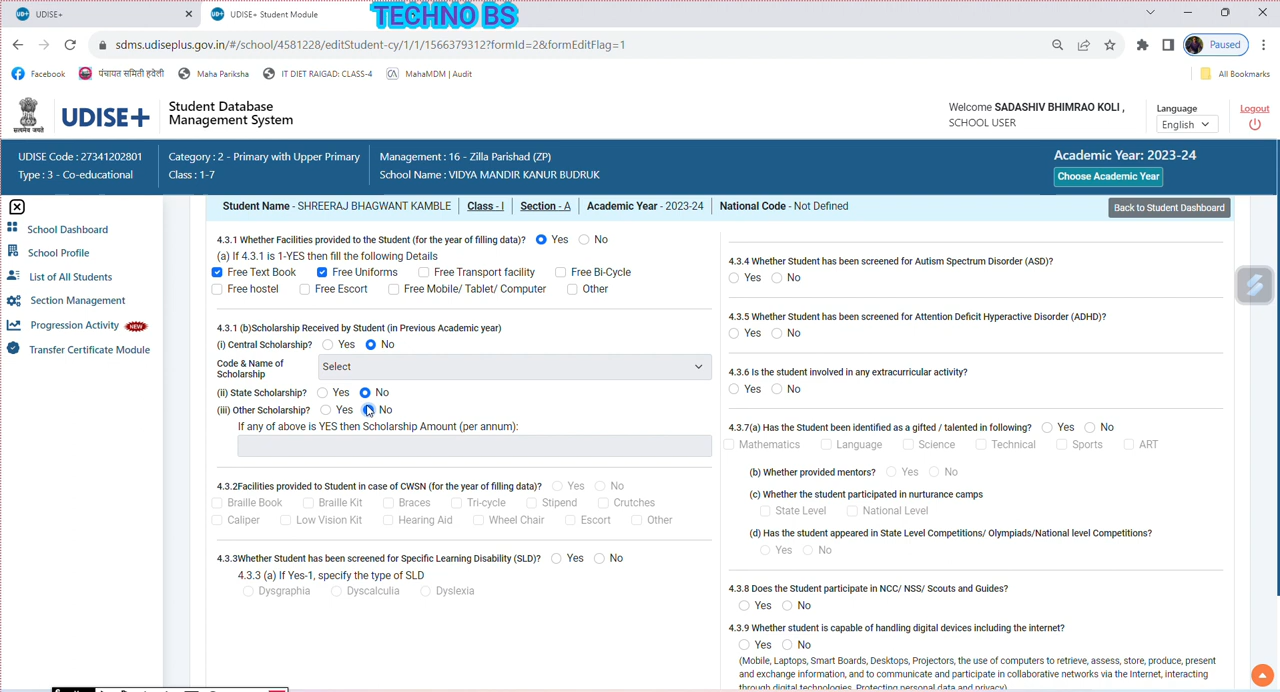 UDISE+
UDISE+ Student Module
TECHNO BS
sdms.udiseplus.gov.in/#/school/4581228/editStudent-cy/1/1/1566379312?formId=2&formEditFlag=1
Paused
Facebook
पंचायत समिती हवेली
Maha Pariksha
IT DIET RAIGAD: CLASS-4
MahaMDM | Audit
All Bookmarks
सत्यमेव जयते
UDISE+
Student Database
Management System
Welcome SADASHIV BHIMRAO KOLI ,
SCHOOL USER
Language
English
Logout
UDISE Code : 27341202801
Type : 3 - Co-educational
Category : 2 - Primary with Upper Primary
Class : 1-7
Management : 16 - Zilla Parishad (ZP)
School Name : VIDYA MANDIR KANUR BUDRUK
Academic Year: 2023-24
Choose Academic Year
School Dashboard
School Profile
List of All Students
Section Management
Progression Activity NEW
Transfer Certificate Module
Student Name - SHREERAJ BHAGWANT KAMBLE Class - I Section - A Academic Year - 2023-24 National Code - Not Defined
Back to Student Dashboard
4.3.1 Whether Facilities provided to the Student (for the year of filling data)? Yes No
(a) If 4.3.1 is 1-YES then fill the following Details
Free Text Book Free Uniforms Free Transport facility Free Bi-Cycle
Free hostel Free Escort Free Mobile/ Tablet/ Computer Other
4.3.1 (b)Scholarship Received by Student (in Previous Academic year)
(i) Central Scholarship? Yes No
Code & Name of
Scholarship
Select
(ii) State Scholarship? Yes No
(iii) Other Scholarship? Yes No
If any of above is YES then Scholarship Amount (per annum):
4.3.2Facilities provided to Student in case of CWSN (for the year of filling data)? Yes No
Braille Book Braille Kit Braces Tri-cycle Stipend Crutches
Caliper Low Vision Kit Hearing Aid Wheel Chair Escort Other
4.3.3Whether Student has been screened for Specific Learning Disability (SLD)? Yes No
4.3.3 (a) If Yes-1, specify the type of SLD
Dysgraphia Dyscalculia Dyslexia
4.3.4 Whether Student has been screened for Autism Spectrum Disorder (ASD)?
Yes No
4.3.5 Whether Student has been screened for Attention Deficit Hyperactive Disorder (ADHD)?
Yes No
4.3.6 Is the student involved in any extracurricular activity?
Yes No
4.3.7(a) Has the Student been identified as a gifted / talented in following? Yes No
Mathematics Language Science Technical Sports ART
(b) Whether provided mentors? Yes No
(c) Whether the student participated in nurturance camps
State Level National Level
(d) Has the student appeared in State Level Competitions/ Olympiads/National level Competitions?
Yes No
4.3.8 Does the Student participate in NCC/ NSS/ Scouts and Guides?
Yes No
4.3.9 Whether student is capable of handling digital devices including the internet?
Yes No
(Mobile, Laptops, Smart Boards, Desktops, Projectors, the use of computers to retrieve, assess, store, produce, present
and exchange information, and to communicate and participate in collaborative networks via the Internet, interacting
through digital technologies, Protecting personal data and privacy)